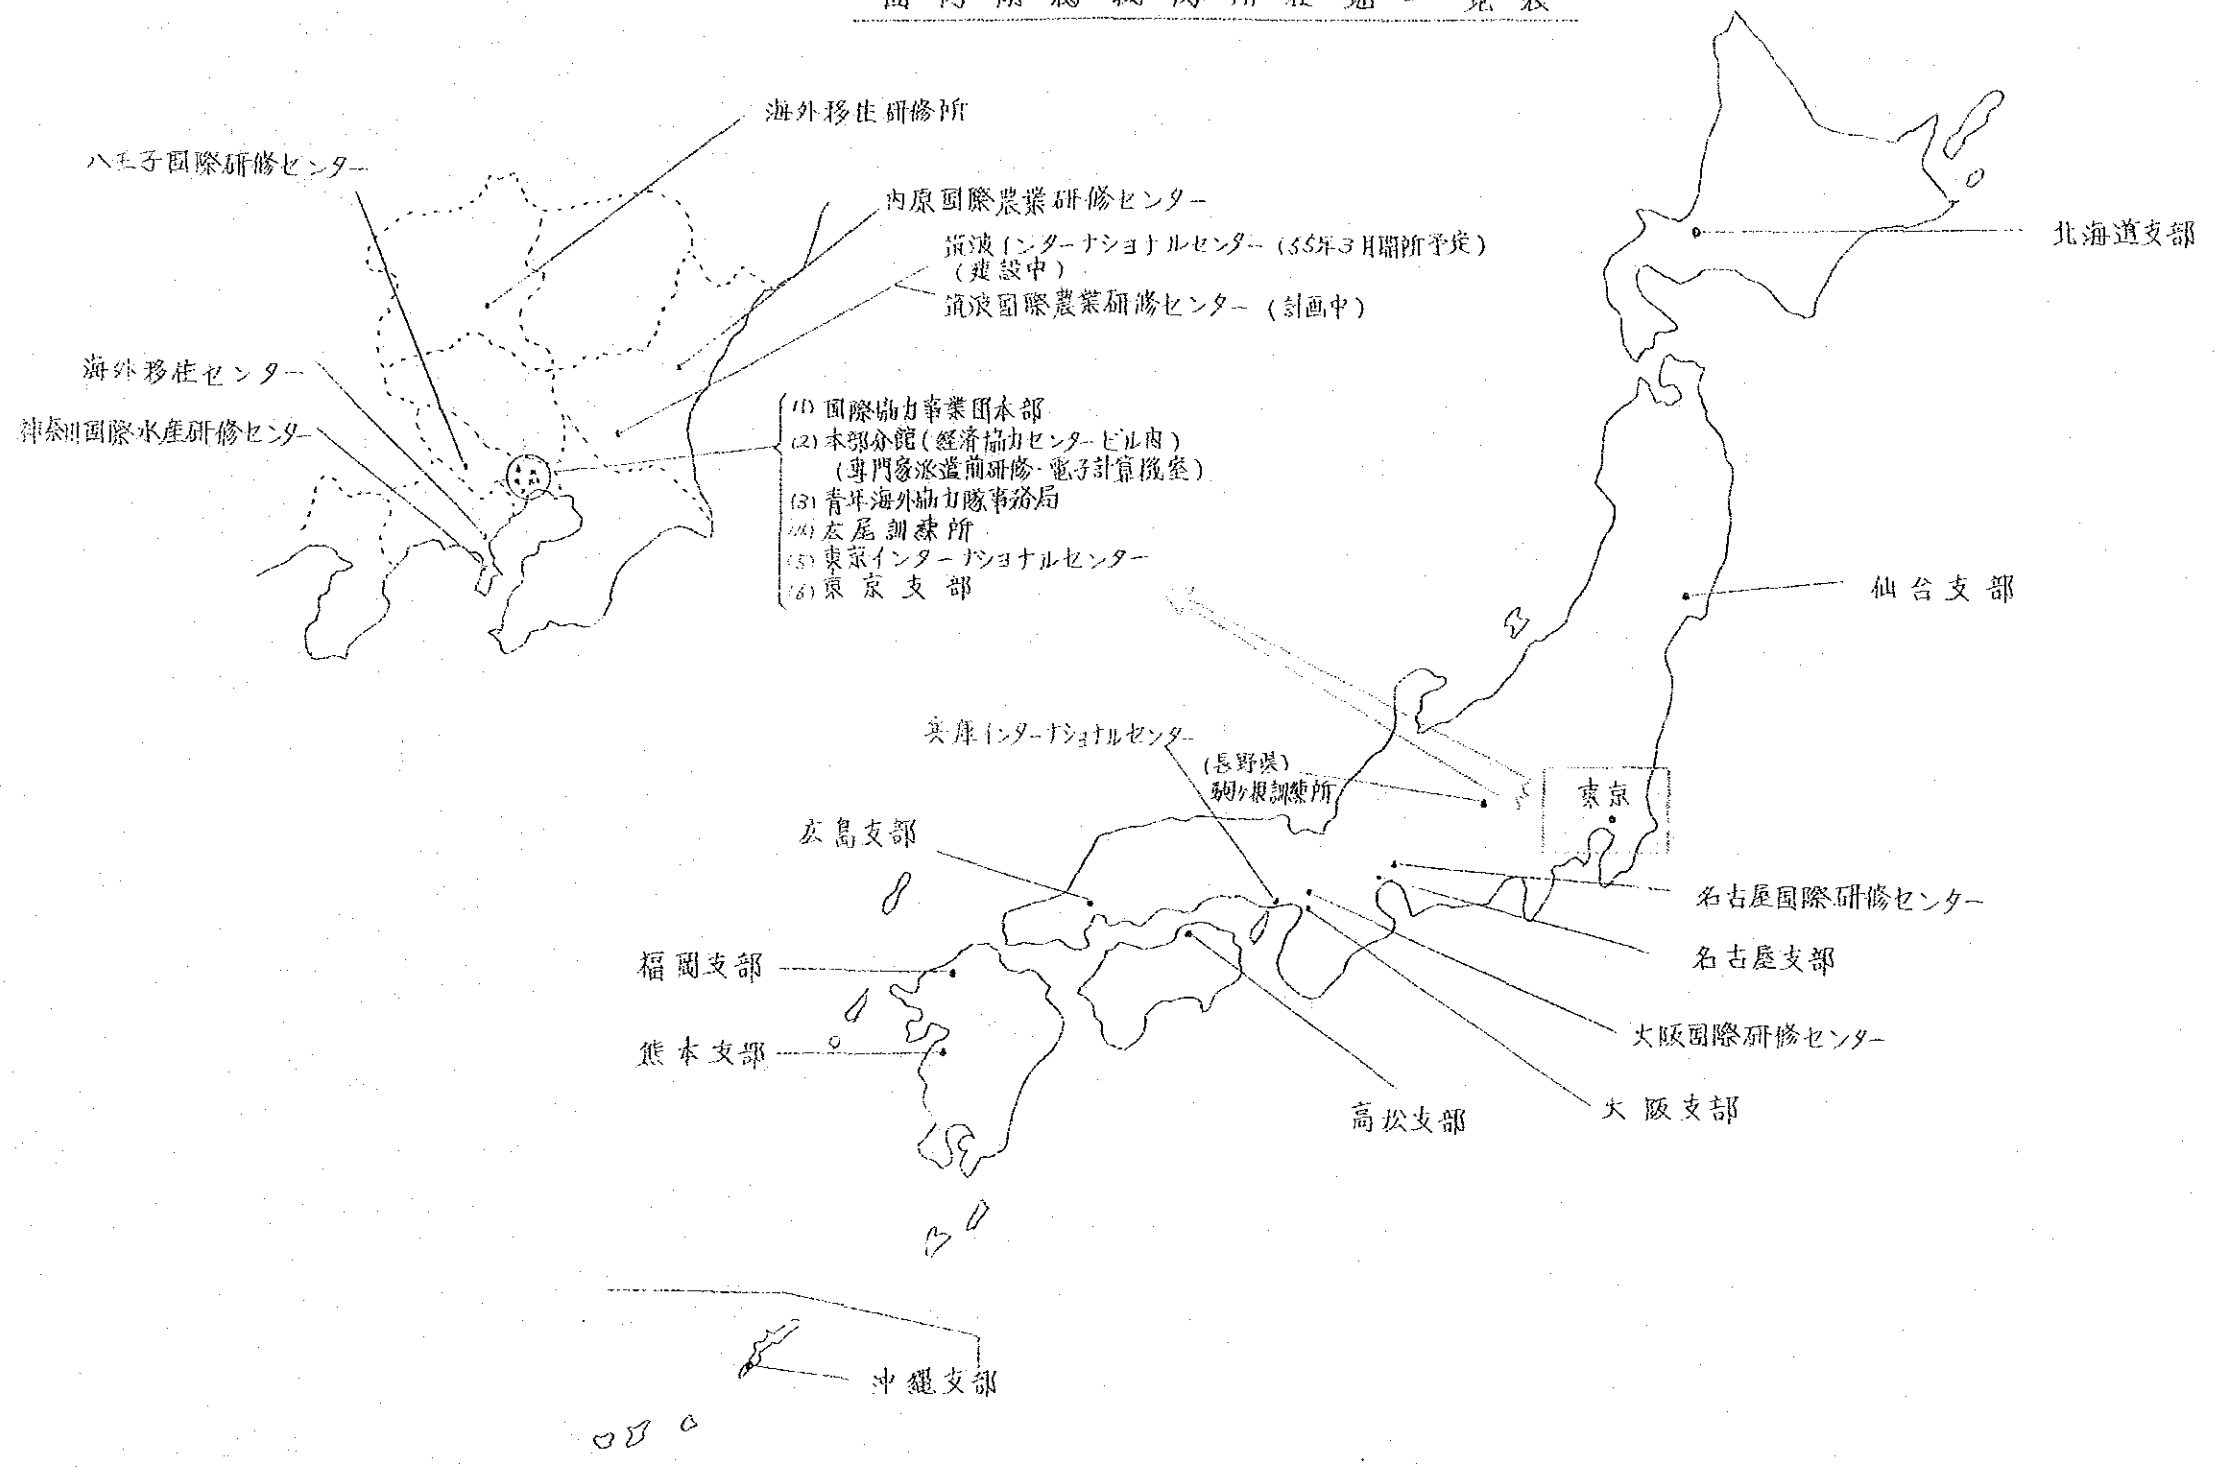 国内附属機関所在地一覧表
海外移住研修所
八王子国際研修センター
内原国際農業研修センター
筑波インターナショナルセンター (55年3月開所予定)
(建設中)
筑波国際農業研修センター (計画中)
海外移住センター
神奈川国際水産研修センター
(1) 国際協力事業団本部
(2) 本部分館 (経済協力センタービル内)
(専門家派遣前研修・電子計算機室)
(3) 青年海外協力隊事務局
(4) 広尾訓練所
(5) 東京インターナショナルセンター
(6) 東京支部
北海道支部
仙台支部
兵庫インターナショナルセンター
(長野県)
駒ヶ根訓練所
東京
広島支部
名古屋国際研修センター
名古屋支部
福岡支部
熊本支部
大阪国際研修センター
大阪支部
高松支部
沖縄支部